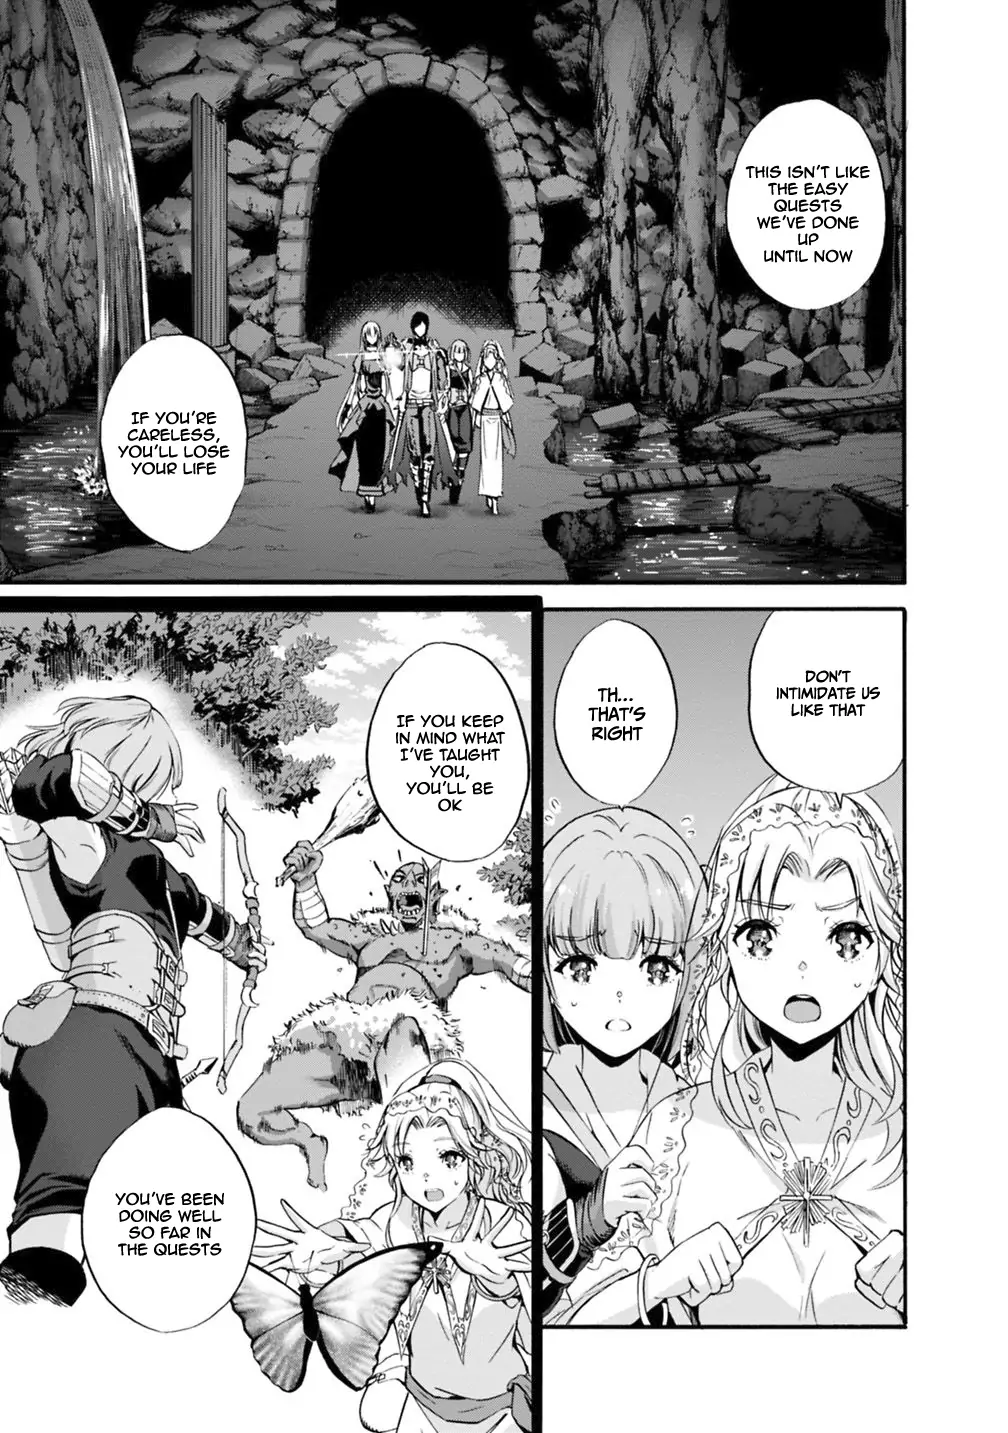 THIS ISN'T LIKE
THE EASY
QUESTS
WE'VE DONE
UP
UNTIL NOW
IF YOU'RE
CARELESS,
YOU'LL LOSE
YOUR LIFE
DON'T
INTIMIDATE US
LIKE THAT
TH...
THAT'S
RIGHT
IF YOU KEEP
IN MIND WHAT
I'VE TAUGHT
YOU,
YOU'LL BE
OK
YOU'VE BEEN
DOING WELL
SO FAR IN
THE QUESTS